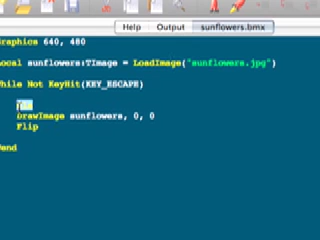 Help Output sunflowers.bmx
Graphics 640, 480
Local sunflowers:TImage = LoadImage("sunflowers.jpg")
While Not KeyHit(KEY_ESCAPE)
DrawImage sunflowers, 0, 0
Flip
Wend